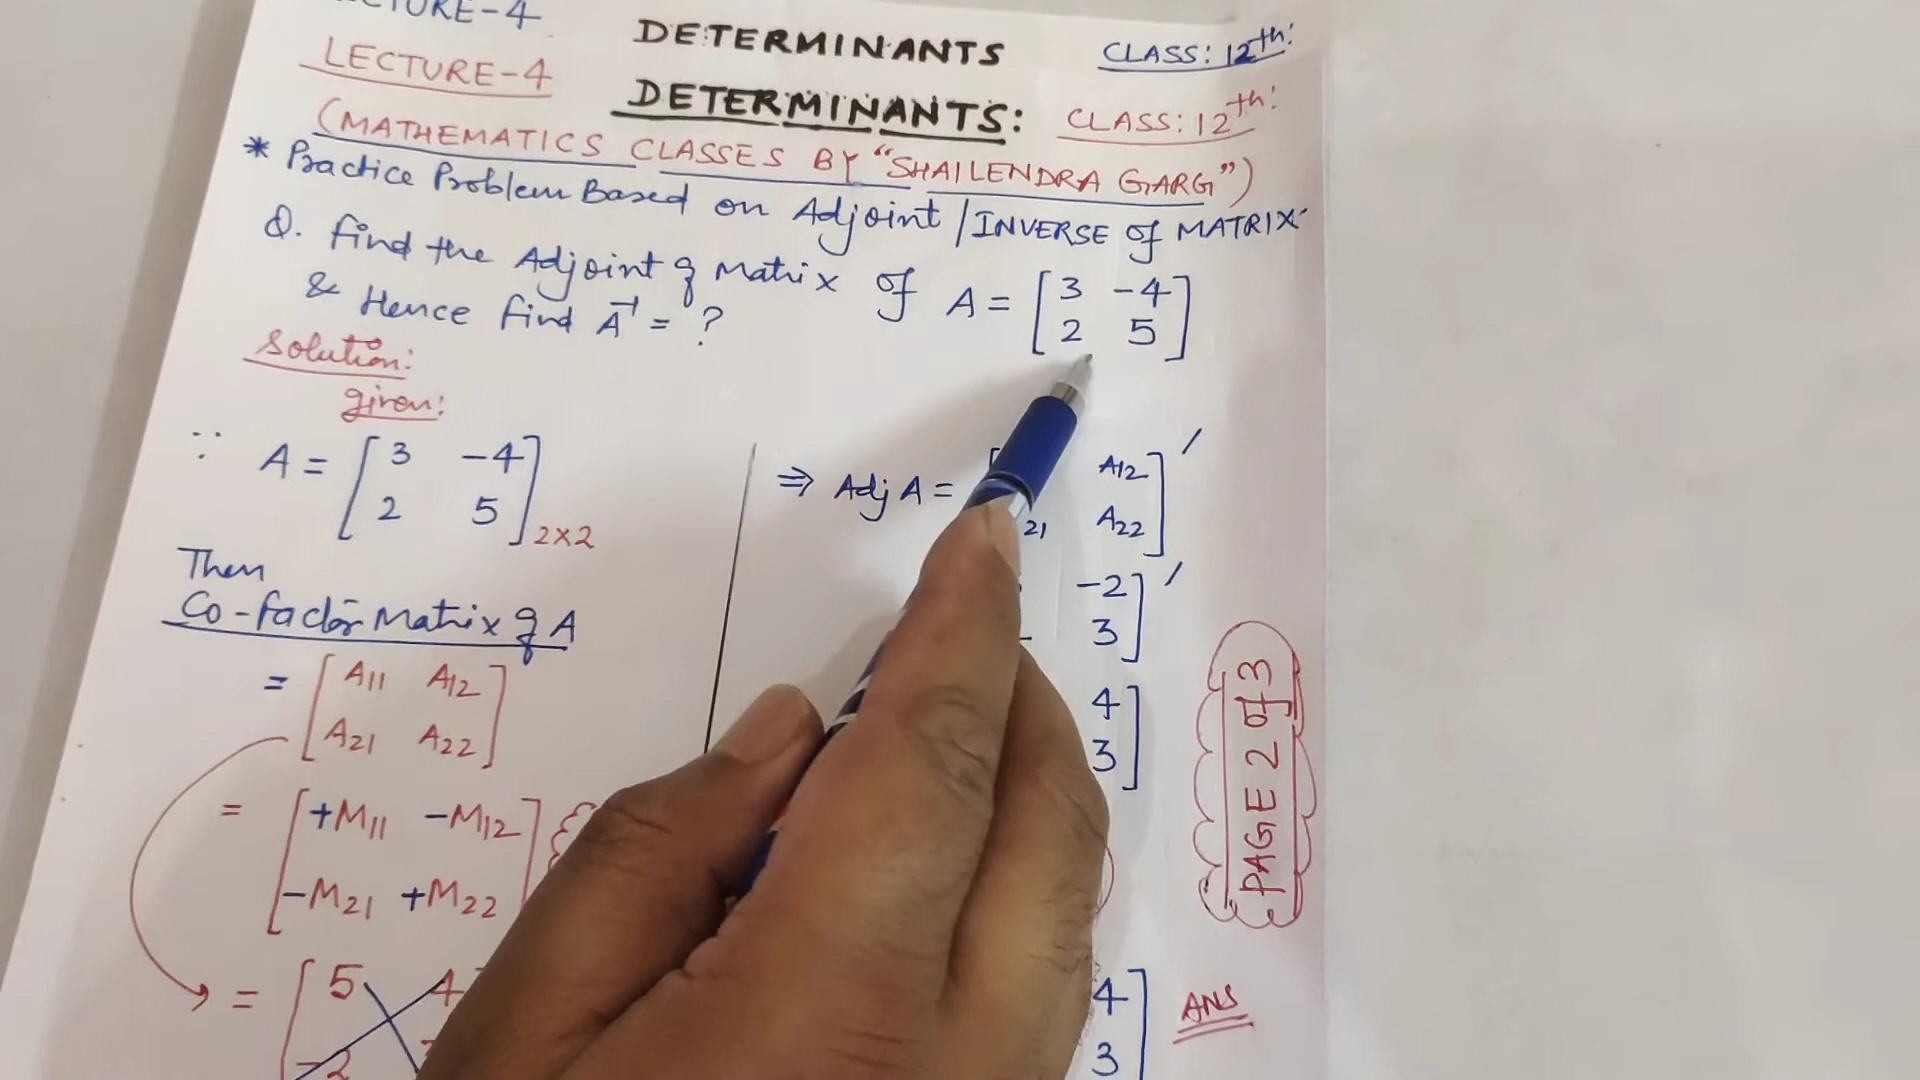 LECTURE-4 DETERMINANTS CLASS: 12th:
LECTURE-4 DETERMINANTS: CLASS: 12th:
(MATHEMATICS CLASSES BY "SHAILENDRA GARG")
* Practice Problem Based on Adjoint / INVERSE of MATRIX:
Q. find the Adjoint of Matrix of A = [3 -4
2 5]
& Hence find A⁻¹ = ?
Solution:
given:
∵ A = [3 -4
2 5]2×2
Then
Co-factor Matrix of A
= [A11 A12
A21 A22]
= [+M11 -M12
-M21 +M22]
= [5 4
-2
⇒ Adj A = [ A12
21 A22]′
-2
3]′
4
3]
4
3] ANS
PAGE 2 of 3